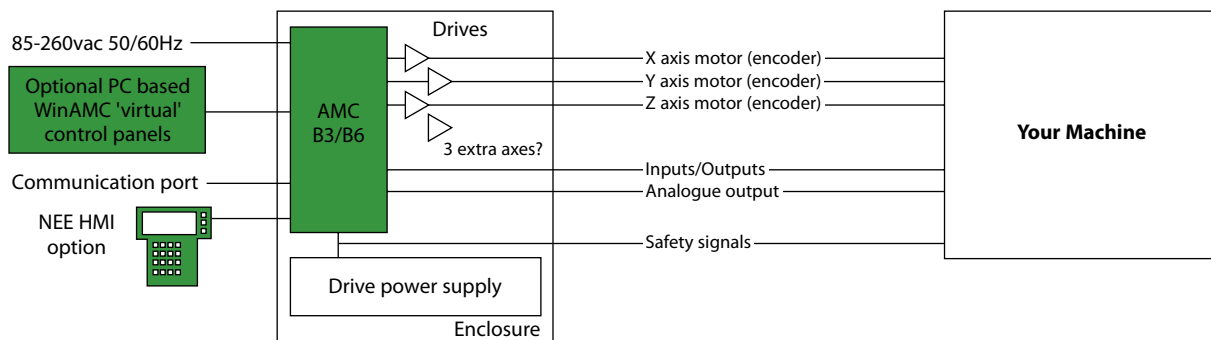 85-260vac 50/60Hz
Optional PC based
WinAMC 'virtual'
control panels
Communication port
NEE HMI
option
AMC
B3/B6
Drives
3 extra axes?
Drive power supply
Enclosure
X axis motor (encoder)
Y axis motor (encoder)
Z axis motor (encoder)
Inputs/Outputs
Analogue output
Safety signals
Your Machine